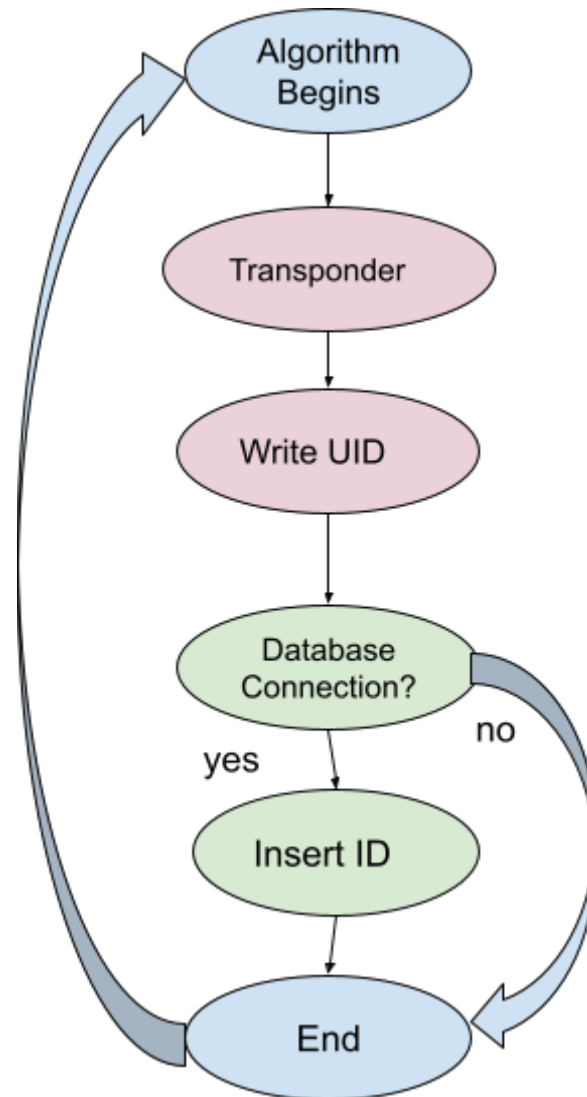 Algorithm
Begins
Transponder
Write UID
Database
Connection?
yes
no
Insert ID
End